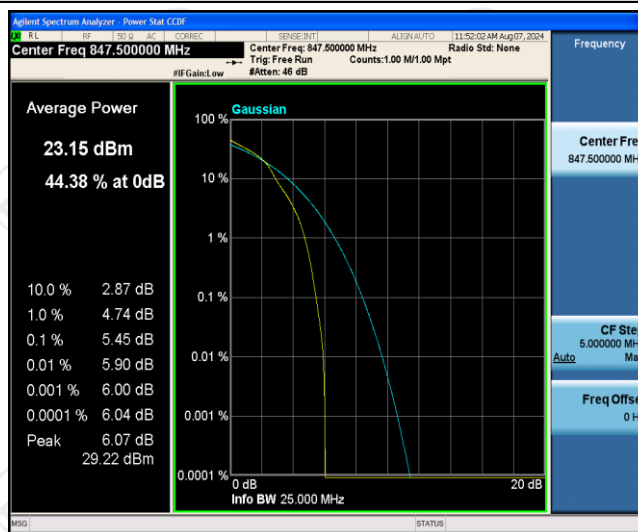 Agilent Spectrum Analyzer - Power Stat CCDF
RL RF 50 Ω AC CORREC SENSE:INT ALIGN AUTO 11:52:02 AM Aug 07, 2024
Center Freq 847.500000 MHz
Center Freq: 847.500000 MHz Radio Std: None
Trig: Free Run Counts:1.00 M/1.00 Mpt
#IFGain:Low #Atten: 46 dB
Frequency
Average Power
23.15 dBm
44.38 % at 0dB
10.0 % 2.87 dB
1.0 % 4.74 dB
0.1 % 5.45 dB
0.01 % 5.90 dB
0.001 % 6.00 dB
0.0001 % 6.04 dB
Peak 6.07 dB
29.22 dBm
Gaussian
100 %
10 %
1 %
0.1 %
0.01 %
0.001 %
0.0001 %
0 dB 20 dB
Info BW 25.000 MHz
Center Fre
847.500000 MH
CF Ste
5.000000 MH
Auto Ma
Freq Offse
0 H
MSG STATUS